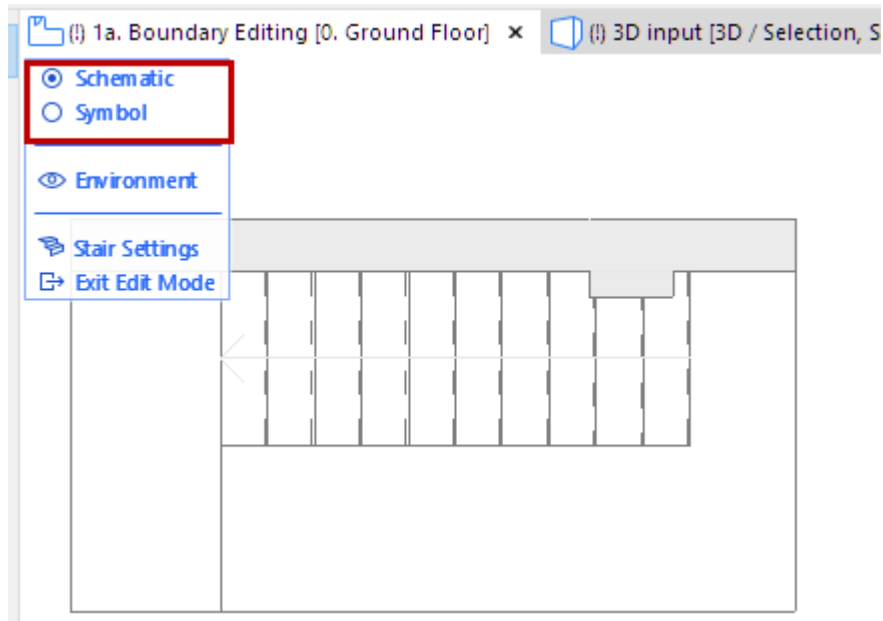 (!) 1a. Boundary Editing [0. Ground Floor] × (!) 3D input [3D / Selection, S
Schematic
Symbol
Environment
Stair Settings
Exit Edit Mode